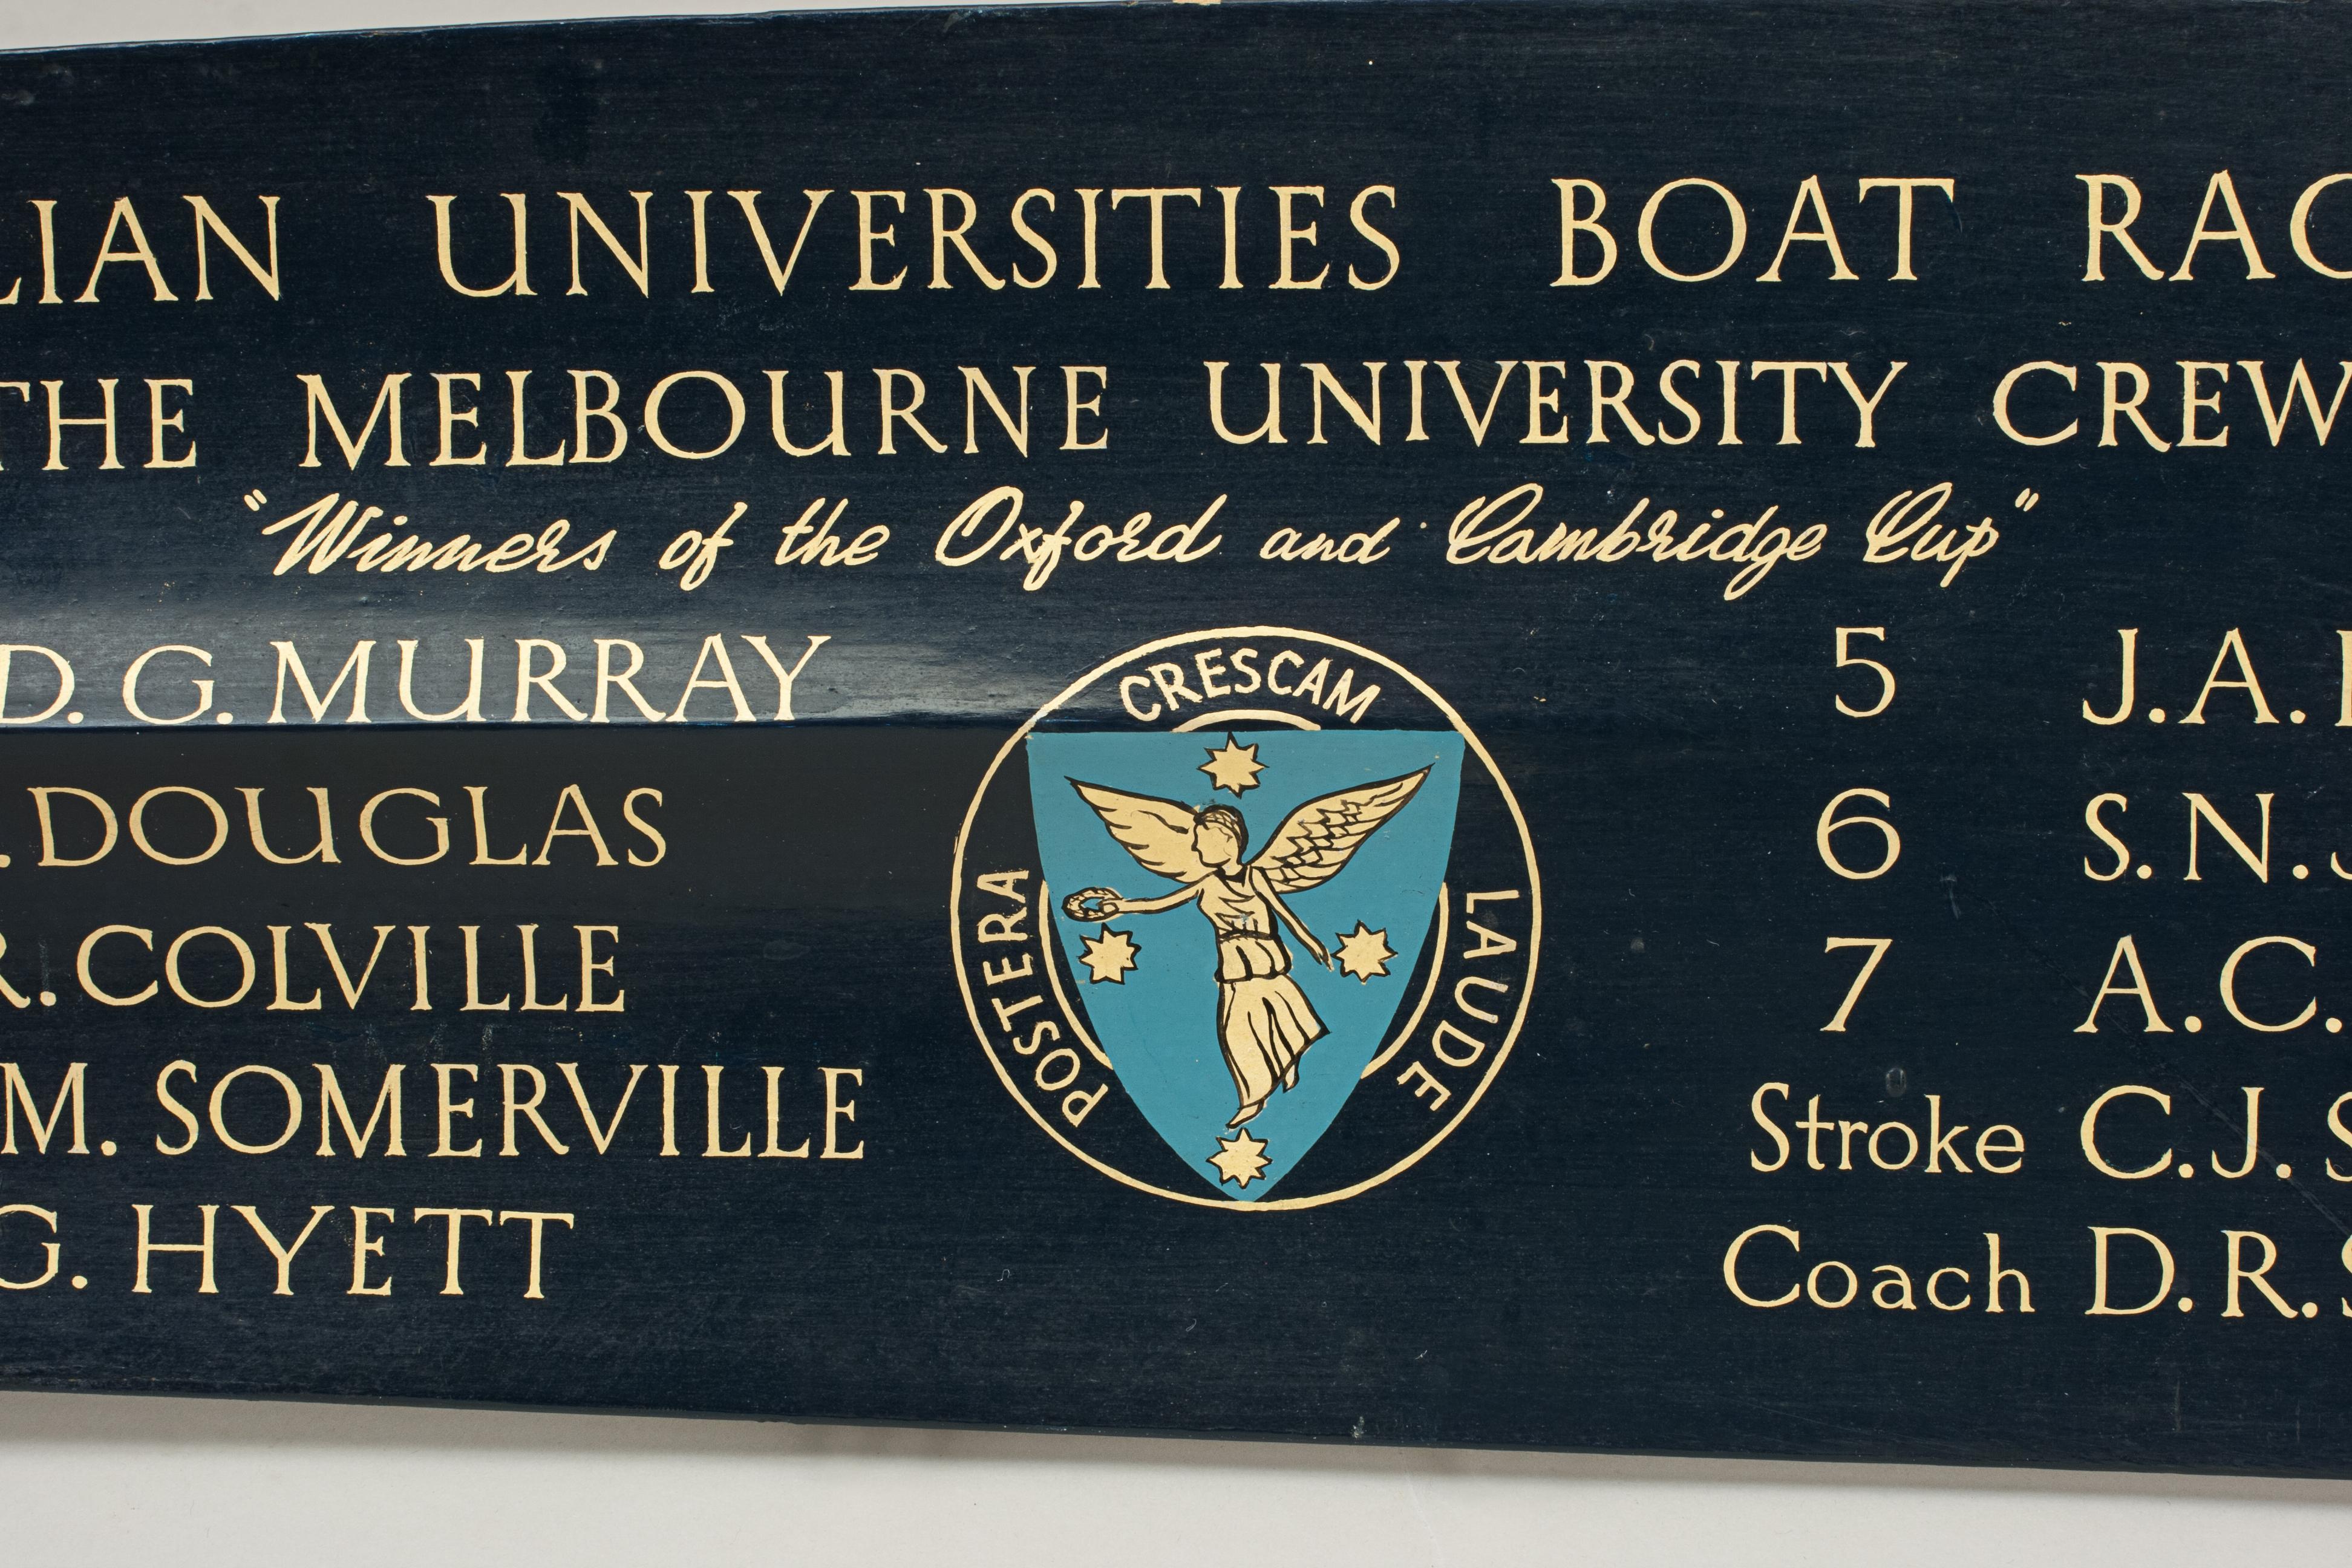 LIAN UNIVERSITIES BOAT RAC
THE MELBOURNE UNIVERSITY CREW
"Winners of the Oxford and Cambridge Cup"
D. G. MURRAY
. DOUGLAS
R. COLVILLE
M. SOMERVILLE
G. HYETT
POSTERA CRESCAM LAUDE
5 J. A.
6 S. N.
7 A. C.
Stroke C. J. S
Coach D. R. S